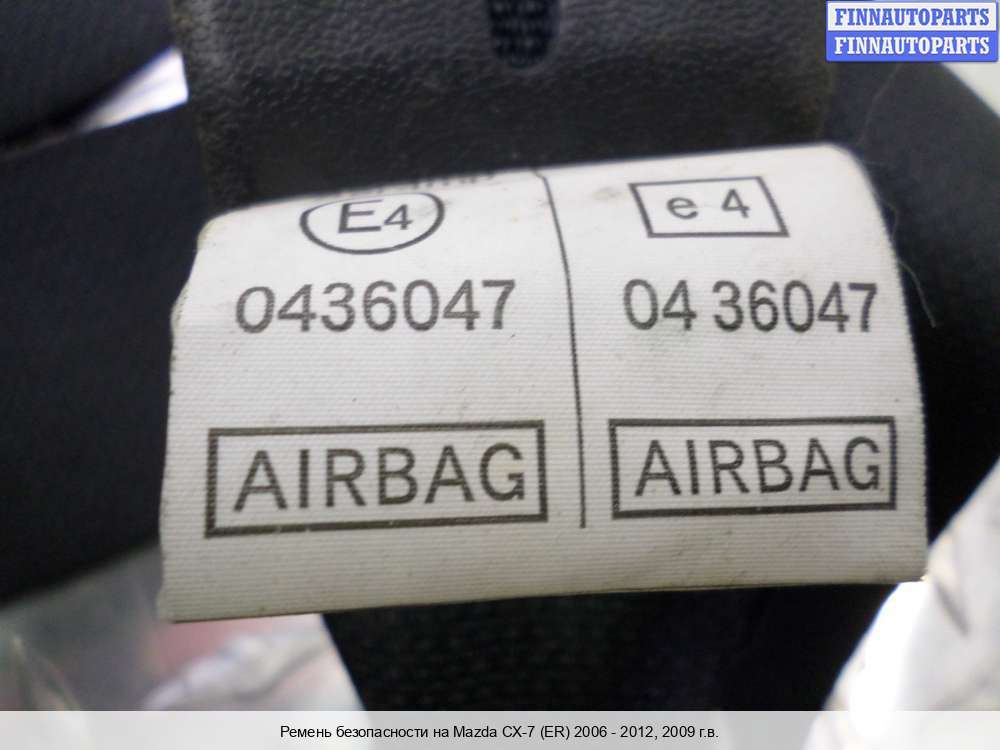 FINNAUTOPARTS
FINNAUTOPARTS
E4
e 4
0436047
04 36047
AIRBAG
AIRBAG
Ремень безопасности на Mazda CX-7 (ER) 2006 - 2012, 2009 г.в.